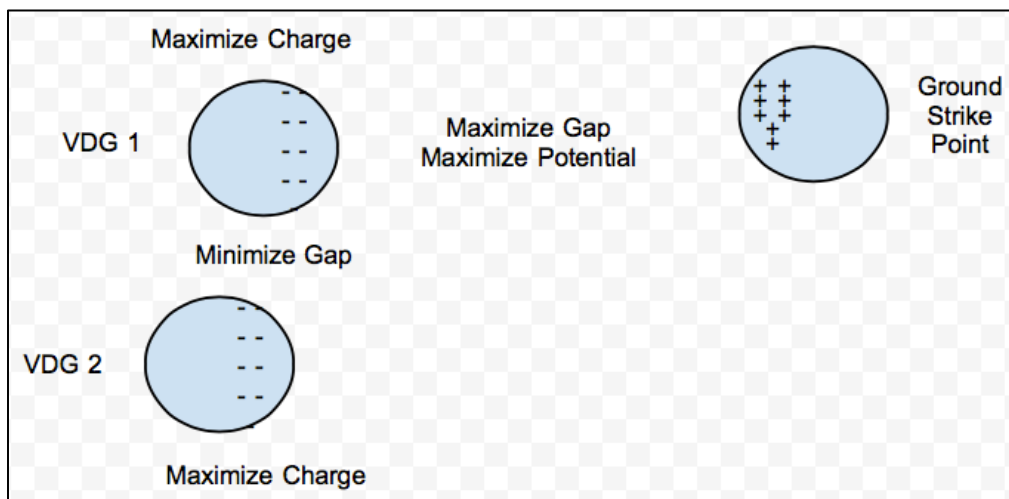 Maximize Charge
- -
- -
VDG 1
- -
- -
-
Maximize Gap
Maximize Potential
+ +
+ +
+ +
+
+
Ground
Strike
Point
Minimize Gap
- -
- -
VDG 2
- -
- -
-
Maximize Charge